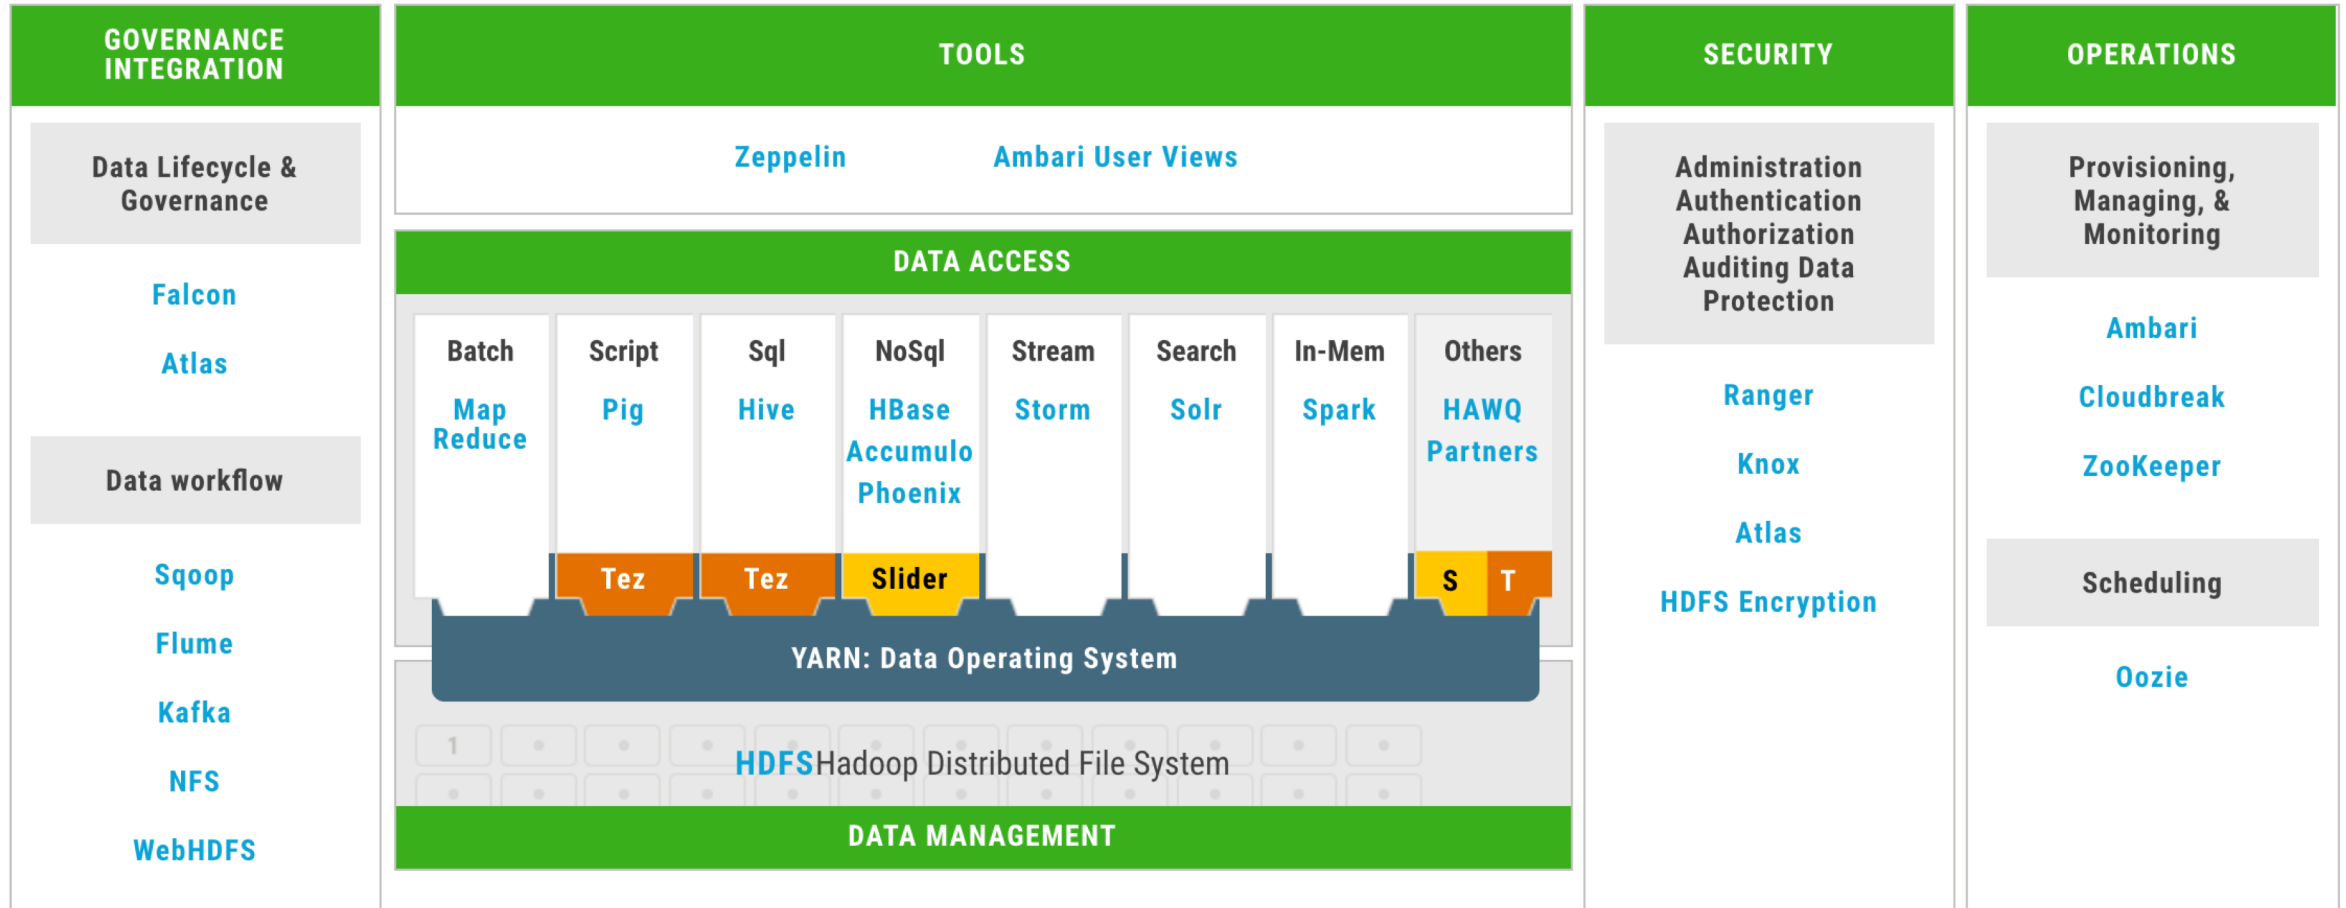 GOVERNANCE
INTEGRATION
Data Lifecycle &
Governance
Falcon
Atlas
Data workflow
Sqoop
Flume
Kafka
NFS
WebHDFS
TOOLS
Zeppelin
Ambari User Views
DATA ACCESS
Batch
Map
Reduce
Script
Pig
Tez
Sql
Hive
Tez
NoSql
HBase
Accumulo
Phoenix
Slider
Stream
Storm
Search
Solr
In-Mem
Spark
Others
HAWQ
Partners
S
T
YARN: Data Operating System
1
HDFSHadoop Distributed File System
DATA MANAGEMENT
SECURITY
Administration
Authentication
Authorization
Auditing Data
Protection
Ranger
Knox
Atlas
HDFS Encryption
OPERATIONS
Provisioning,
Managing, &
Monitoring
Ambari
Cloudbreak
ZooKeeper
Scheduling
Oozie